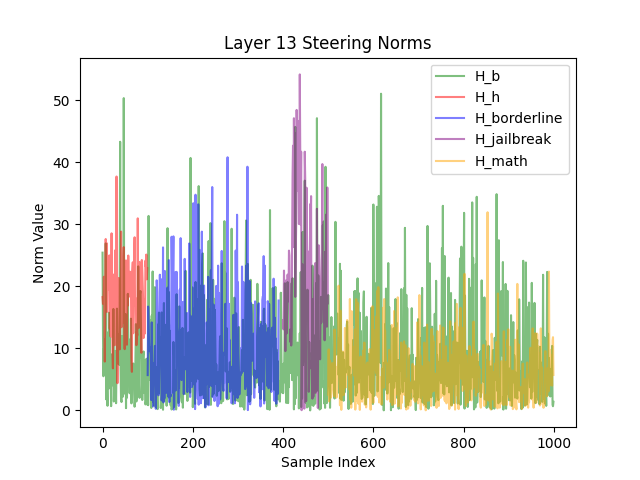 Layer 13 Steering Norms
H_b
H_h
H_borderline
H_jailbreak
H_math
Norm Value
50
40
30
20
10
0
0
200
400
600
800
1000
Sample Index